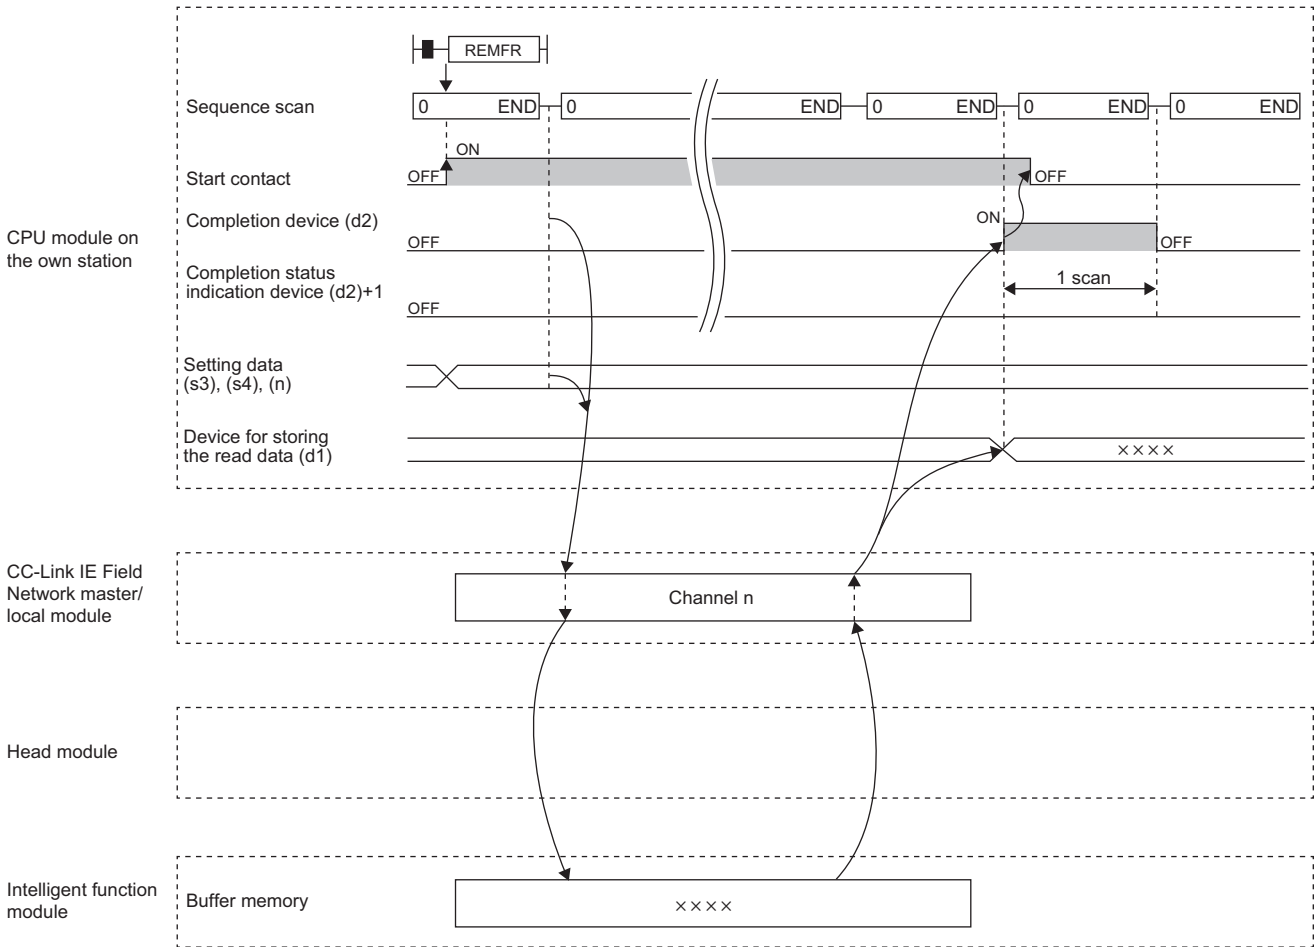 REMFR
Sequence scan
0 END 0 END 0 END 0 END 0 END
ON
Start contact
OFF
OFF
Completion device (d2)
ON
OFF
OFF
CPU module on
the own station
Completion status
indication device (d2)+1
1 scan
OFF
Setting data
(s3), (s4), (n)
Device for storing
the read data (d1)
××××
CC-Link IE Field
Network master/
local module
Channel n
Head module
Intelligent function
module
Buffer memory
××××